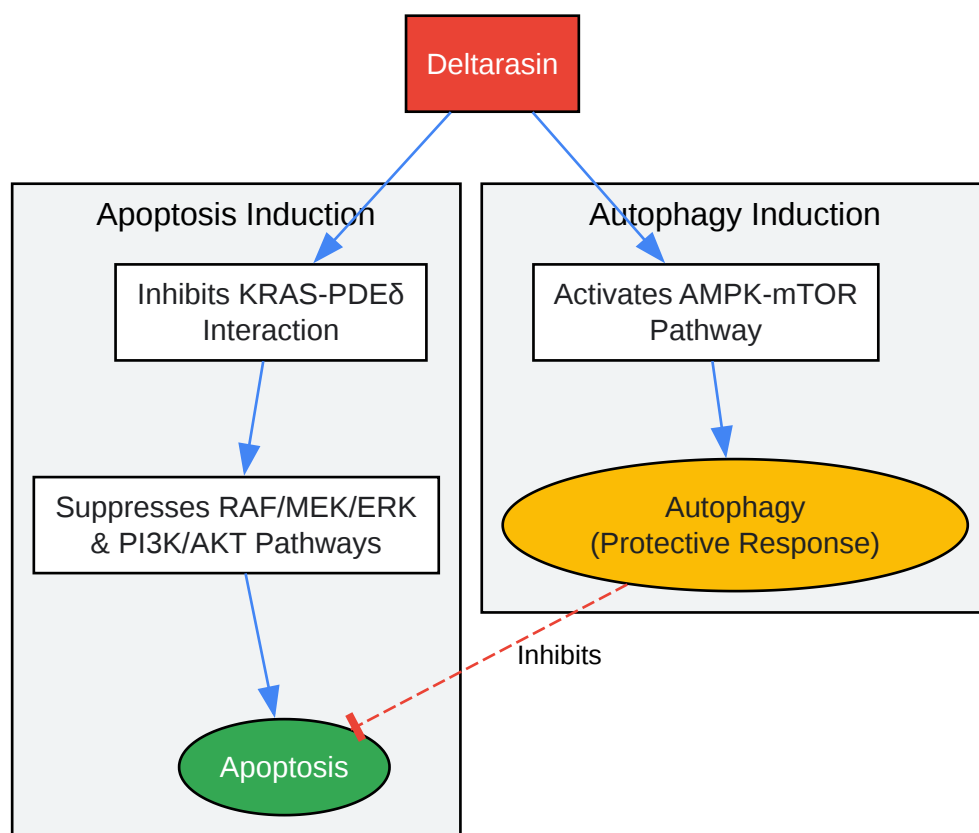 Deltarasin
Apoptosis Induction
Inhibits KRAS-PDEδ
Interaction
Suppresses RAF/MEK/ERK
& PI3K/AKT Pathways
Apoptosis
Autophagy Induction
Activates AMPK-mTOR
Pathway
Autophagy
(Protective Response)
Inhibits